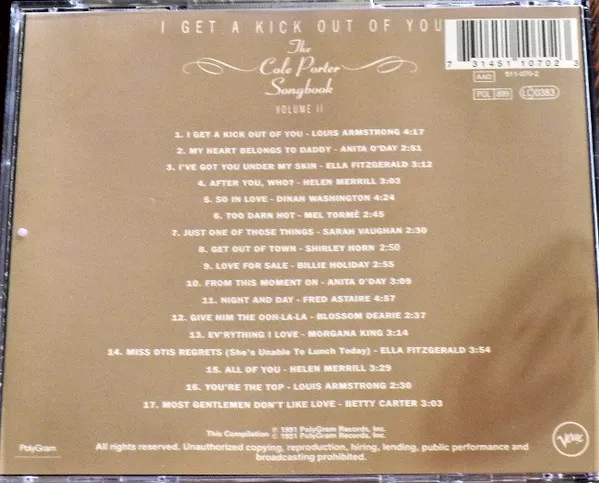 I GET A KICK OUT OF YOU
The
Cole Porter
Songbook
VOLUME II
7 31451 10702 3
AAD 511-070-2
POL 899 LC 0383
1. I GET A KICK OUT OF YOU - LOUIS ARMSTRONG 4:17
2. MY HEART BELONGS TO DADDY - ANITA O'DAY 2:51
3. I'VE GOT YOU UNDER MY SKIN - ELLA FITZGERALD 3:12
4. AFTER YOU, WHO? - HELEN MERRILL 3:03
5. SO IN LOVE - DINAH WASHINGTON 4:24
6. TOO DARN HOT - MEL TORMÉ 2:45
7. JUST ONE OF THOSE THINGS - SARAH VAUGHAN 2:30
8. GET OUT OF TOWN - SHIRLEY HORN 2:50
9. LOVE FOR SALE - BILLIE HOLIDAY 2:55
10. FROM THIS MOMENT ON - ANITA O'DAY 3:09
11. NIGHT AND DAY - FRED ASTAIRE 4:57
12. GIVE HIM THE OOH-LA-LA - BLOSSOM DEARIE 2:37
13. EV'RYTHING I LOVE - MORGANA KING 3:14
14. MISS OTIS REGRETS (She's Unable To Lunch Today) - ELLA FITZGERALD 3:54
15. ALL OF YOU - HELEN MERRILL 3:29
16. YOU'RE THE TOP - LOUIS ARMSTRONG 2:30
17. MOST GENTLEMEN DON'T LIKE LOVE - BETTY CARTER 3:03
This Compilation ℗ 1991 PolyGram Records, Inc.
© 1991 PolyGram Records, Inc.
PolyGram
All rights reserved. Unauthorized copying, reproduction, hiring, lending, public performance and
broadcasting prohibited.
Verve